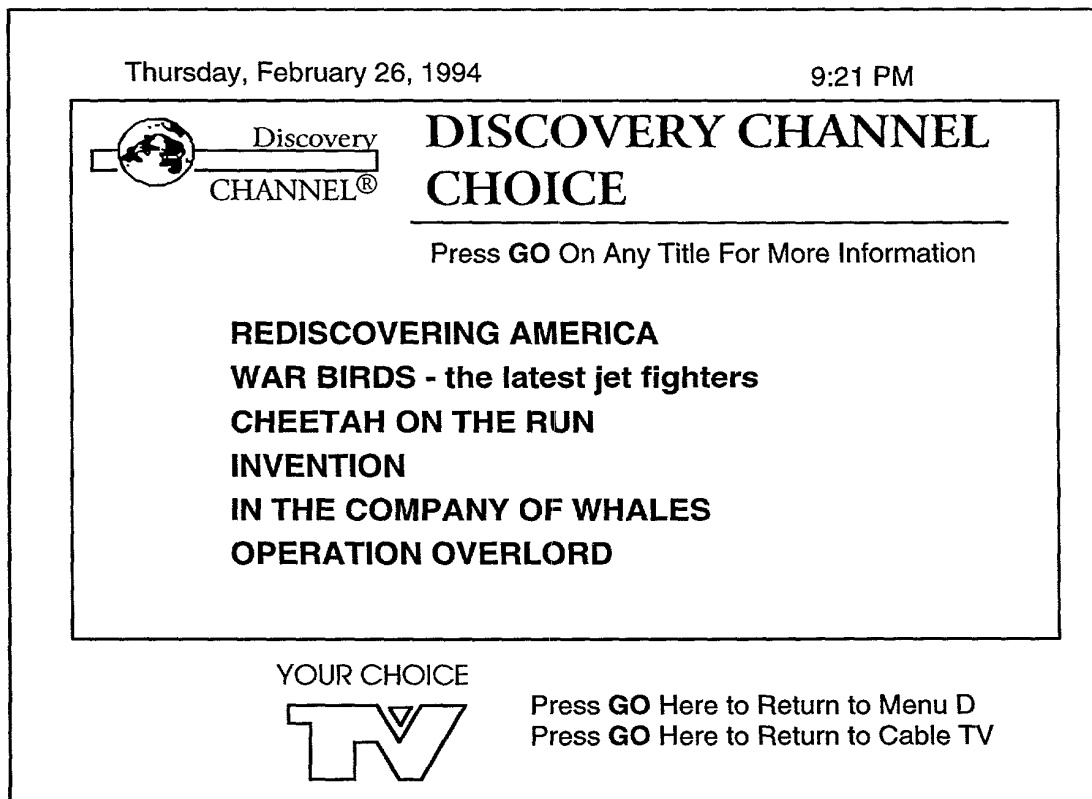 Thursday, February 26, 1994 9:21 PM
Discovery
CHANNEL®
DISCOVERY CHANNEL
CHOICE
Press GO On Any Title For More Information
REDISCOVERING AMERICA
WAR BIRDS - the latest jet fighters
CHEETAH ON THE RUN
INVENTION
IN THE COMPANY OF WHALES
OPERATION OVERLORD
YOUR CHOICE
TV
Press GO Here to Return to Menu D
Press GO Here to Return to Cable TV